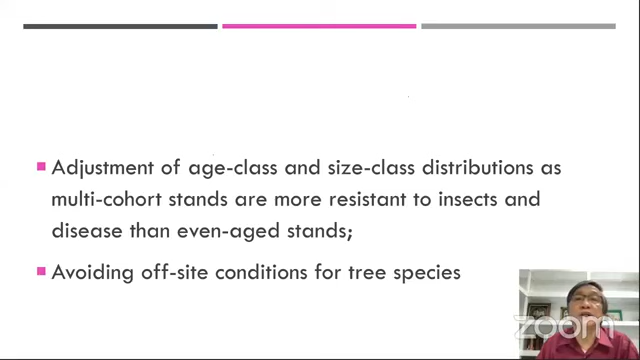 Adjustment of age-class and size-class distributions as
multi-cohort stands are more resistant to insects and
disease than even-aged stands;
Avoiding off-site conditions for tree species
zoom